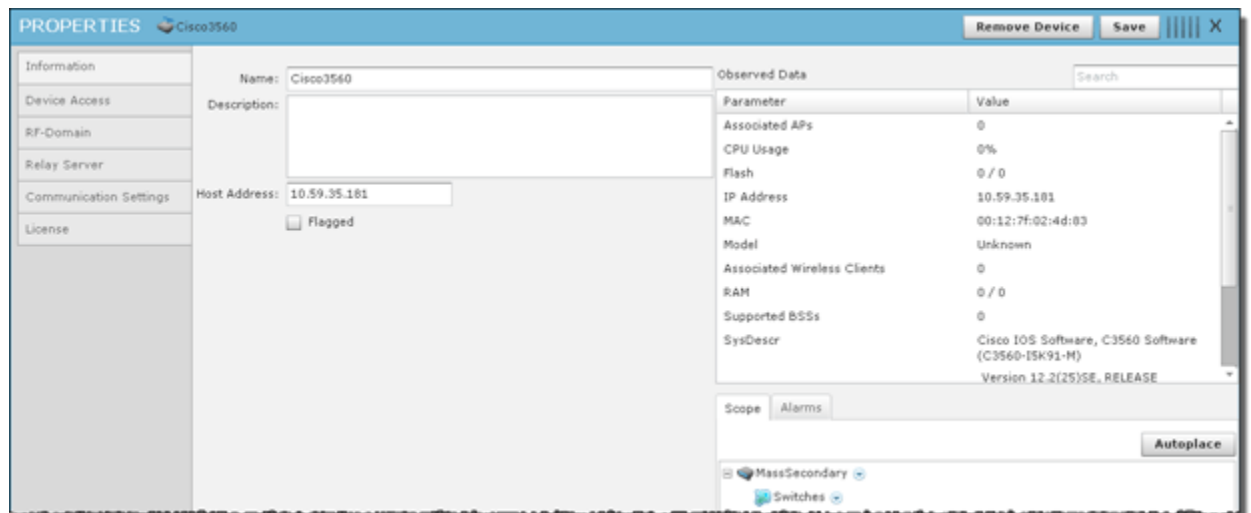 PROPERTIES Cisco3560 Remove Device Save X
Information
Device Access
RF-Domain
Relay Server
Communication Settings
License
Name: Cisco3560
Description:
Host Address: 10.59.35.181
Flagged
Observed Data Search
Parameter Value
Associated APs 0
CPU Usage 0%
Flash 0 / 0
IP Address 10.59.35.181
MAC 00:12:7f:02:4d:83
Model Unknown
Associated Wireless Clients 0
RAM 0 / 0
Supported BSSs 0
SysDescr Cisco IOS Software, C3560 Software
(C3560-I5K91-M)
Version 12.2(25)SE, RELEASE
Scope Alarms
Autoplace
MassSecondary
Switches